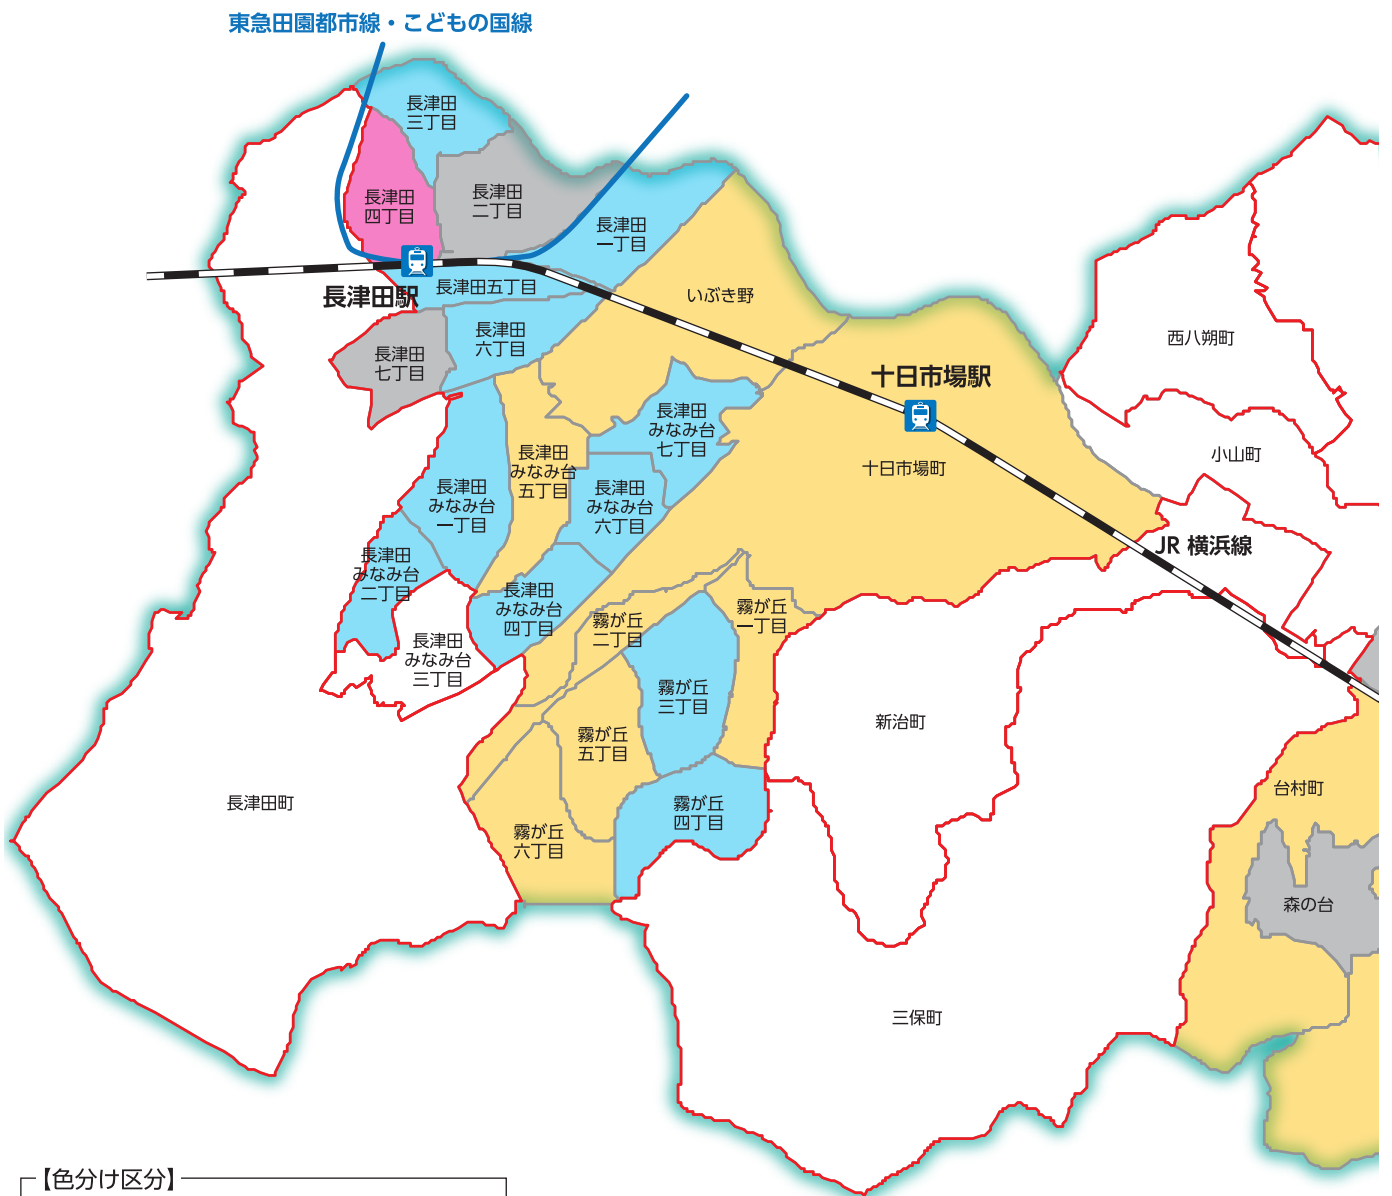 東急田園都市線・こどもの国線
長津田
三丁目
長津田
四丁目
長津田
二丁目
長津田
一丁目
長津田駅
長津田五丁目
いぶき野
長津田
六丁目
長津田
七丁目
西八朔町
十日市場駅
長津田
みなみ台
七丁目
小山町
十日市場町
長津田
みなみ台
五丁目
長津田
みなみ台
一丁目
長津田
みなみ台
六丁目
JR 横浜線
長津田
みなみ台
二丁目
長津田
みなみ台
四丁目
霧が丘
一丁目
霧が丘
二丁目
長津田
みなみ台
三丁目
霧が丘
三丁目
新治町
霧が丘
五丁目
台村町
長津田町
霧が丘
四丁目
霧が丘
六丁目
森の台
三保町
【色分け区分】